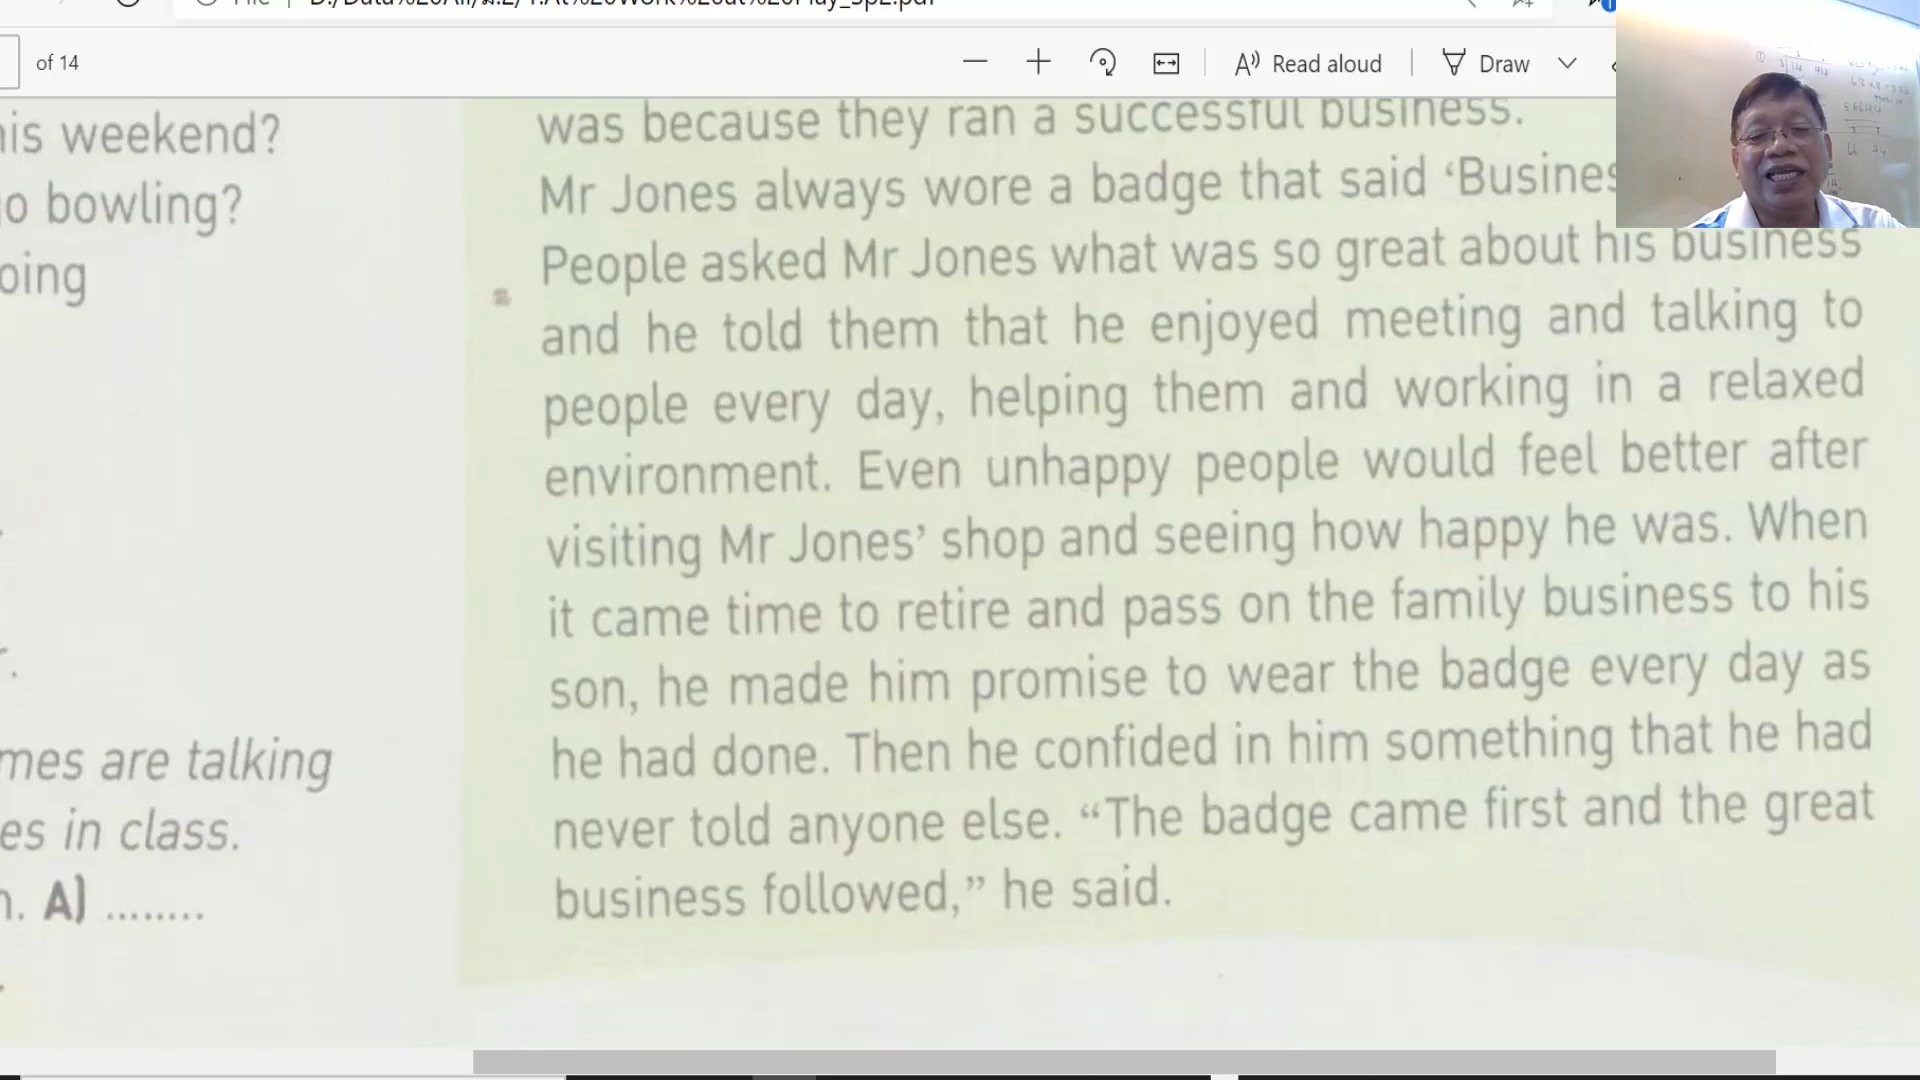 of 14
Read aloud
Draw
his weekend?
go bowling?
oing
mes are talking
es in class.
A) ........
was because they ran a successful business.
Mr Jones always wore a badge that said ‘Busines
People asked Mr Jones what was so great about his business
and he told them that he enjoyed meeting and talking to
people every day, helping them and working in a relaxed
environment. Even unhappy people would feel better after
visiting Mr Jones’ shop and seeing how happy he was. When
it came time to retire and pass on the family business to his
son, he made him promise to wear the badge every day as
he had done. Then he confided in him something that he had
never told anyone else. “The badge came first and the great
business followed,” he said.